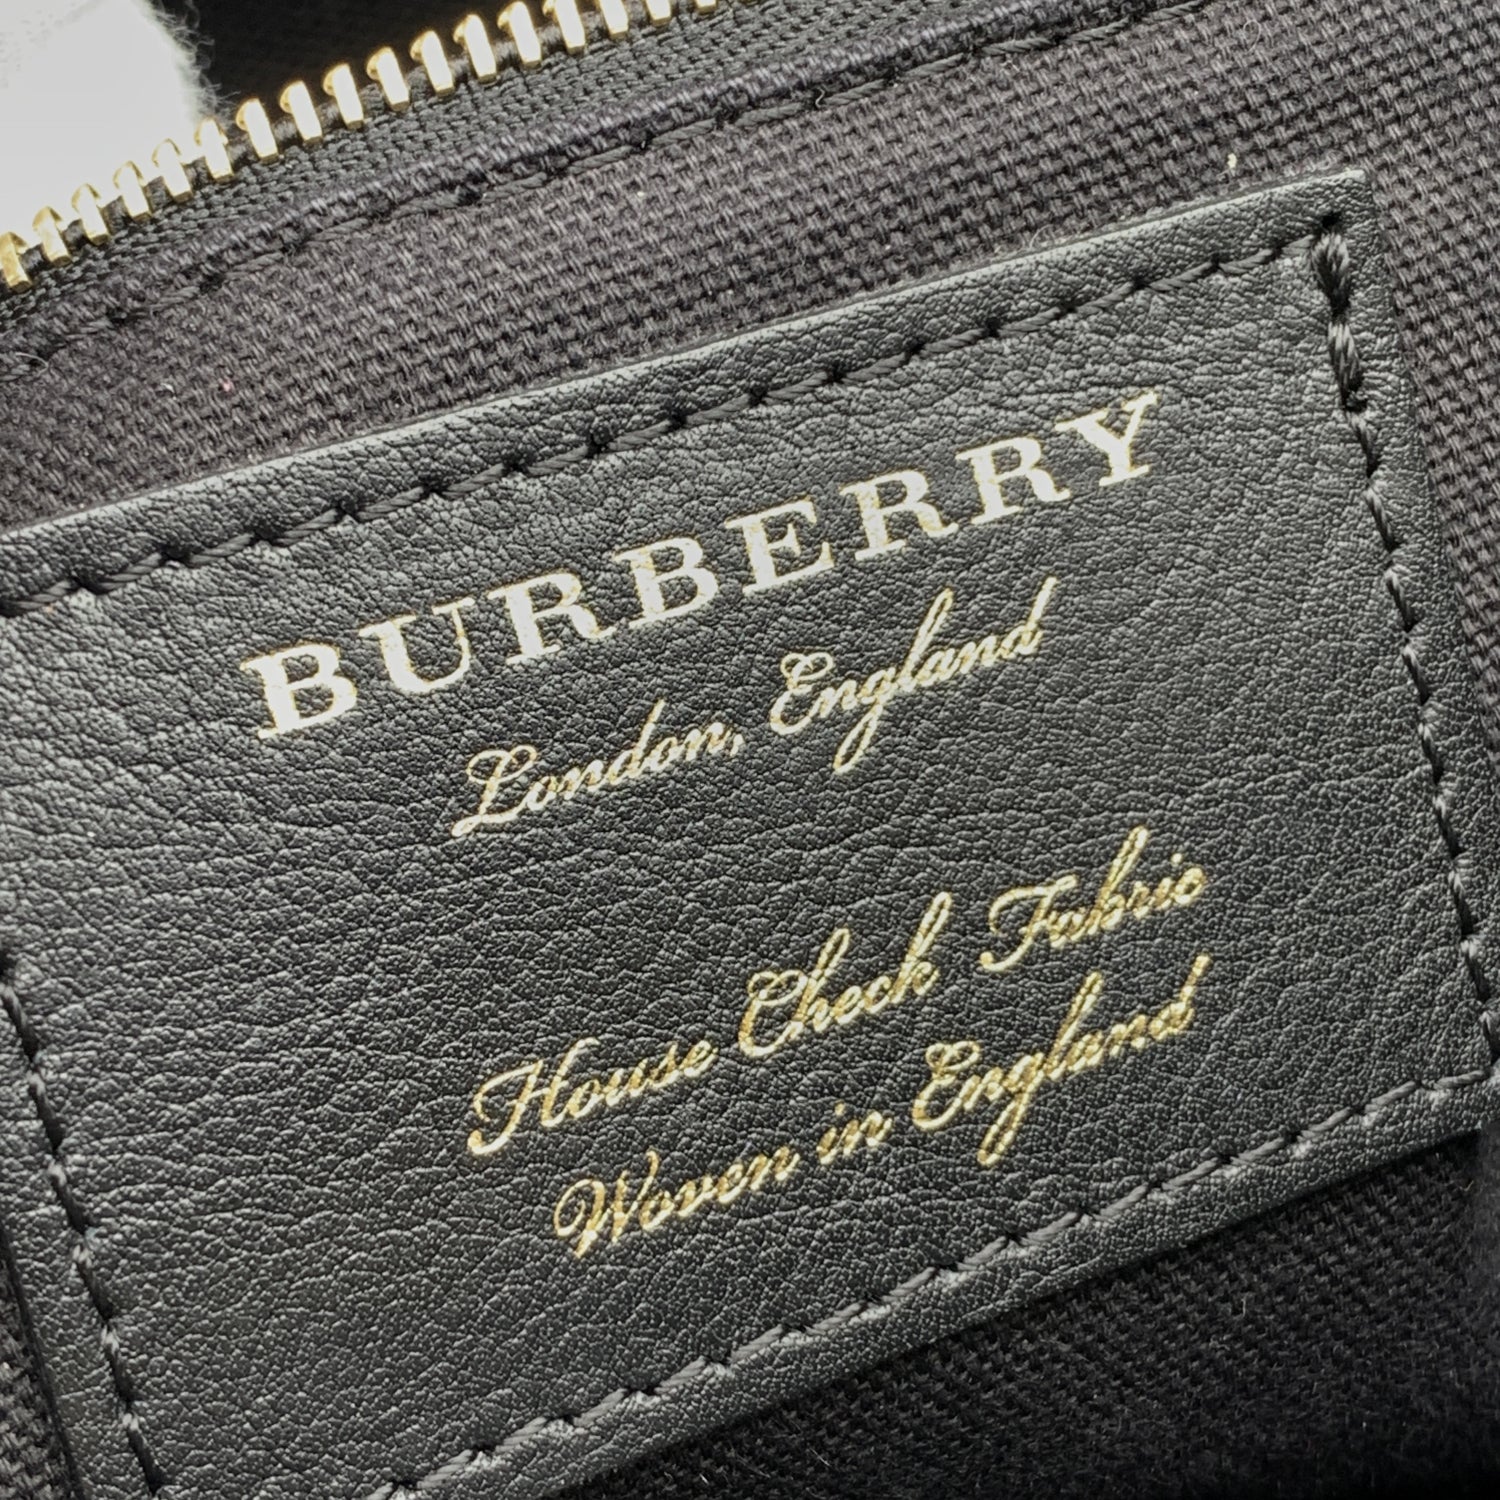 BURBERRY
London, England
House Check Fabric
Woven in England